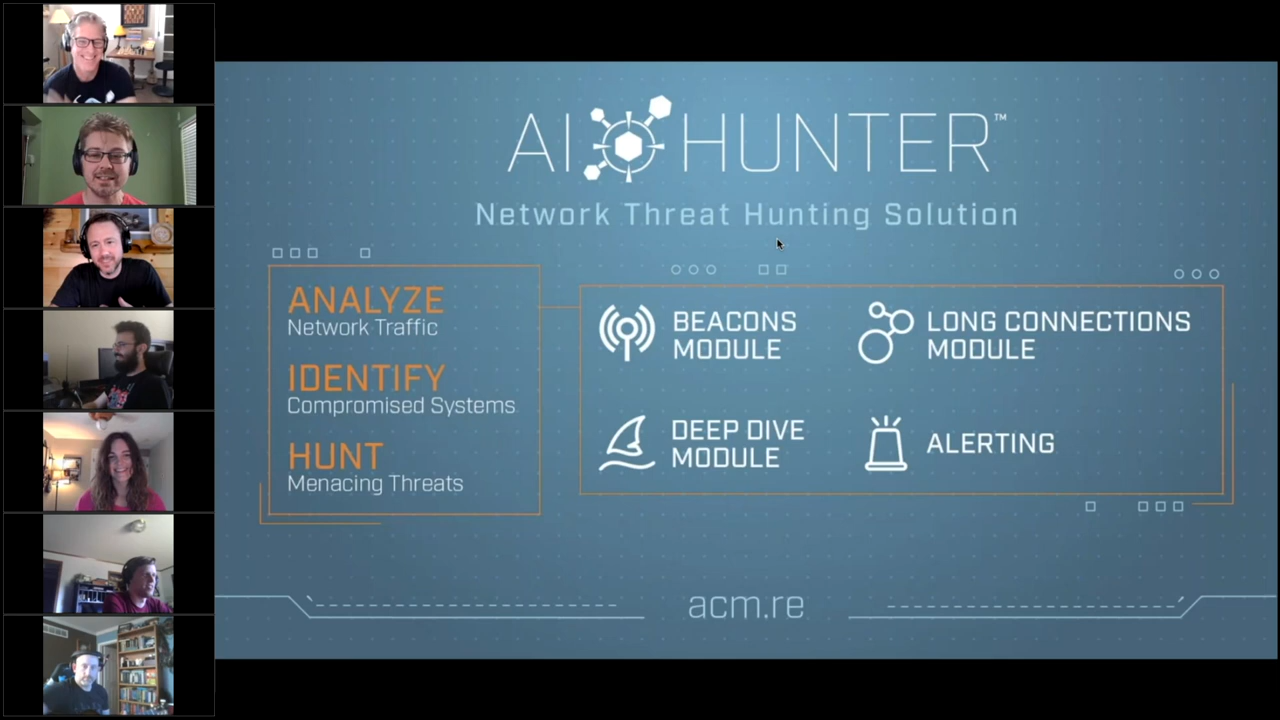 AI HUNTER™
Network Threat Hunting Solution
ANALYZE
Network Traffic
IDENTIFY
Compromised Systems
HUNT
Menacing Threats
BEACONS
MODULE
LONG CONNECTIONS
MODULE
DEEP DIVE
MODULE
ALERTING
acm.re